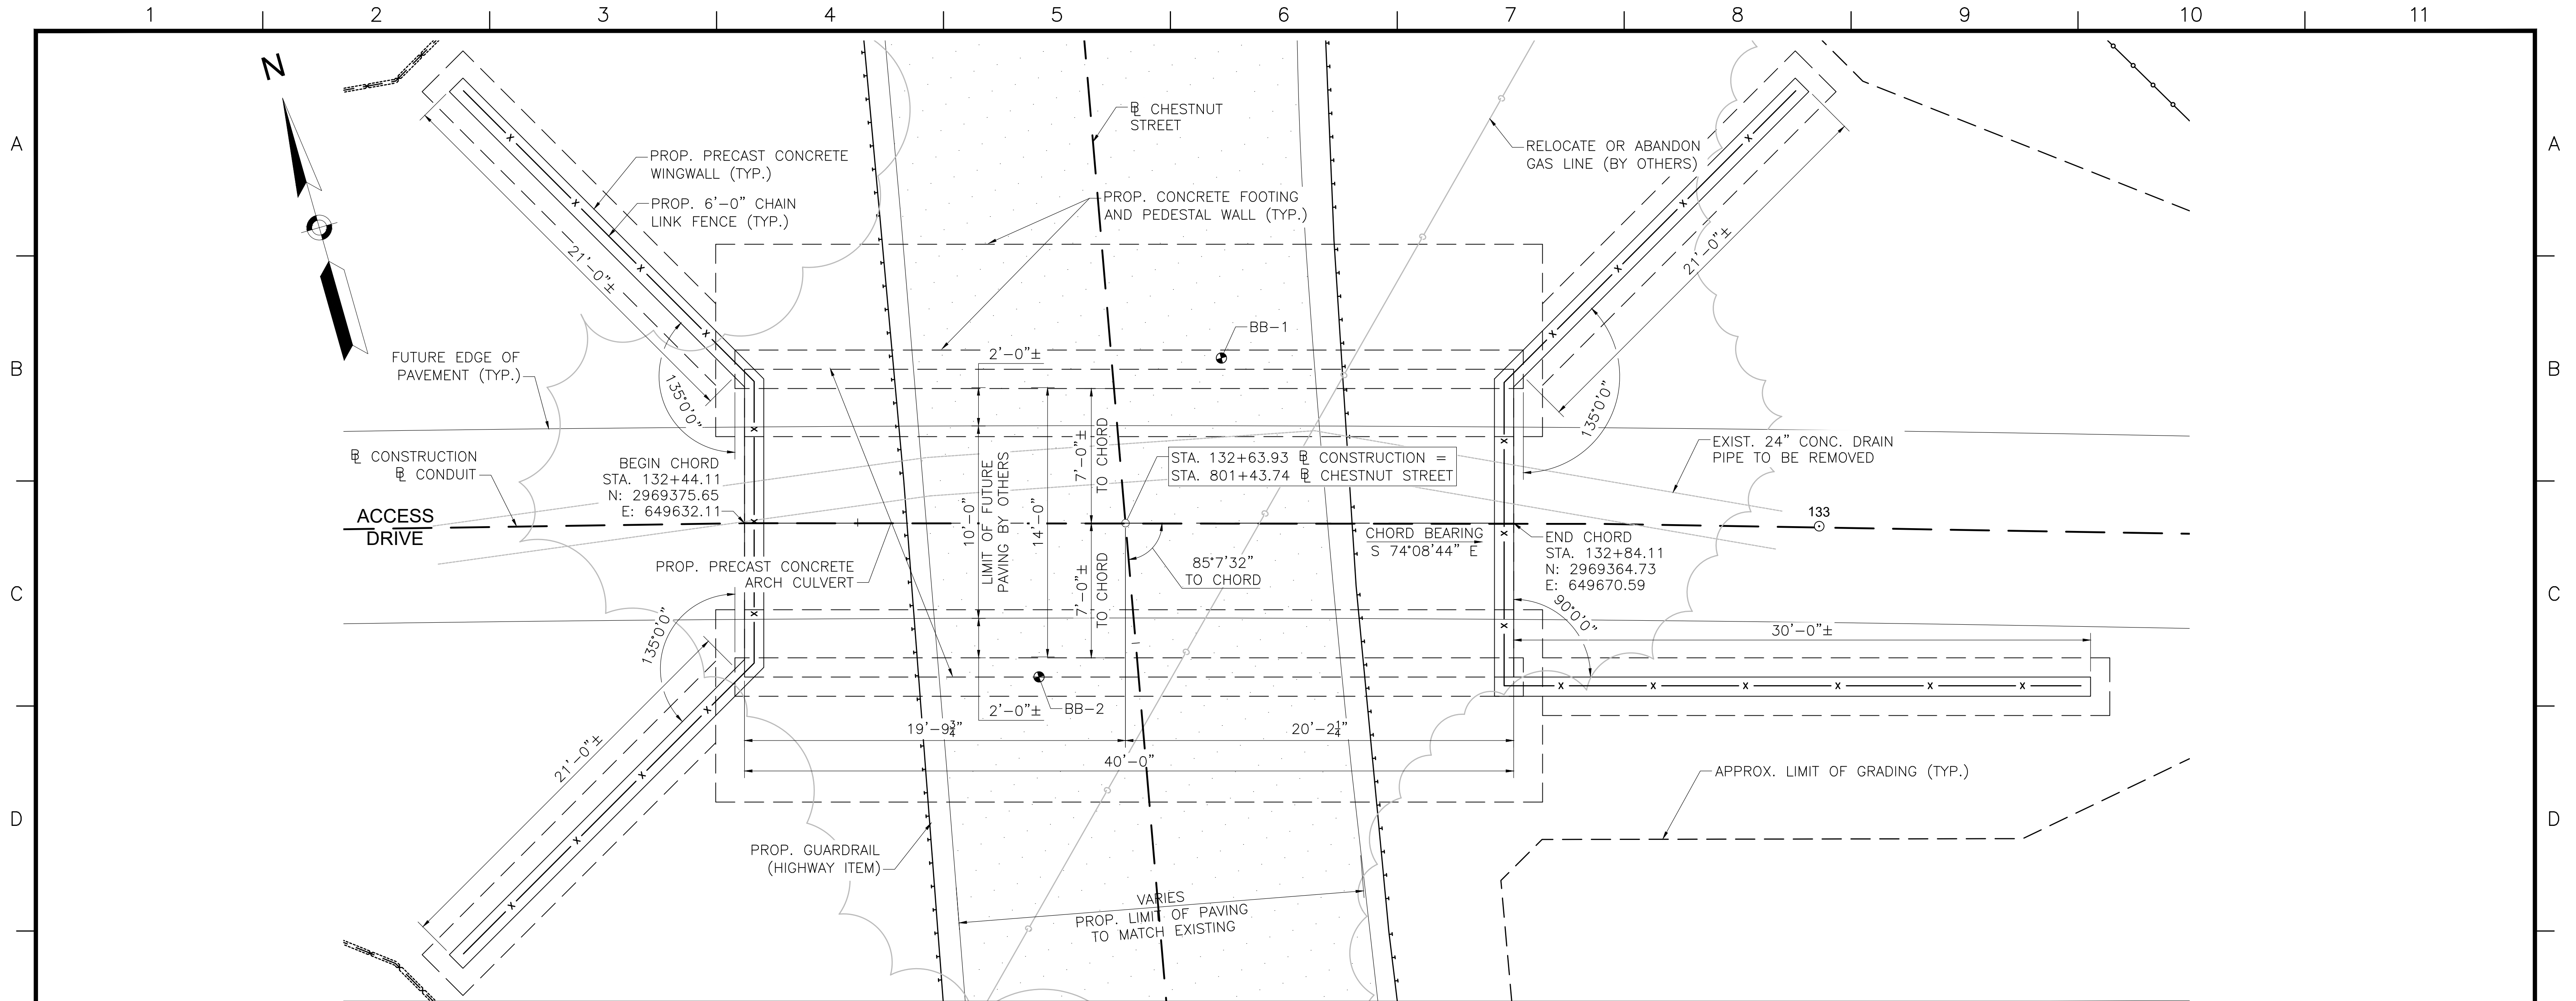 1 2 3 4 5 6 7 8 9 10 11
N
A
A
B
B
C
C
D
D
℄ CHESTNUT
STREET
PROP. PRECAST CONCRETE
WINGWALL (TYP.)
PROP. 6'-0" CHAIN
LINK FENCE (TYP.)
PROP. CONCRETE FOOTING
AND PEDESTAL WALL (TYP.)
RELOCATE OR ABANDON
GAS LINE (BY OTHERS)
21'-0"±
21'-0"±
BB-1
2'-0"±
FUTURE EDGE OF
PAVEMENT (TYP.)
135°0'0"
135°0'0"
℄ CONSTRUCTION
℄ CONDUIT
BEGIN CHORD
STA. 132+44.11
N: 2969375.65
E: 649632.11
ACCESS
DRIVE
10'-0"
LIMIT OF FUTURE
PAVING BY OTHERS
14'-0"
7'-0"±
TO CHORD
7'-0"±
TO CHORD
STA. 132+63.93 ℄ CONSTRUCTION =
STA. 801+43.74 ℄ CHESTNUT STREET
EXIST. 24" CONC. DRAIN
PIPE TO BE REMOVED
133
CHORD BEARING
S 74°08'44" E
END CHORD
STA. 132+84.11
N: 2969364.73
E: 649670.59
85°7'32"
TO CHORD
PROP. PRECAST CONCRETE
ARCH CULVERT
135°0'0"
90°0'0"
30'-0"±
2'-0"±
BB-2
19'-9¾"
20'-2¼"
40'-0"
21'-0"±
APPROX. LIMIT OF GRADING (TYP.)
PROP. GUARDRAIL
(HIGHWAY ITEM)
VARIES
PROP. LIMIT OF PAVING
TO MATCH EXISTING